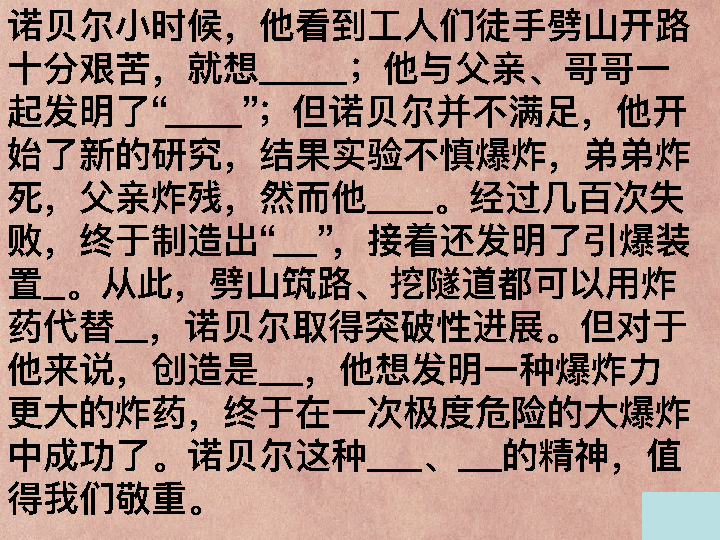 诺贝尔小时候，他看到工人们徒手劈山开路
十分艰苦，就想_____；他与父亲、哥哥一
起发明了“____”；但诺贝尔并不满足，他开
始了新的研究，结果实验不慎爆炸，弟弟炸
死，父亲炸残，然而他___。经过几百次失
败，终于制造出“__”，接着还发明了引爆装
置_。从此，劈山筑路、挖隧道都可以用炸
药代替__，诺贝尔取得突破性进展。但对于
他来说，创造是__，他想发明一种爆炸力
更大的炸药，终于在一次极度危险的大爆炸
中成功了。诺贝尔这种___、__的精神，值
得我们敬重。